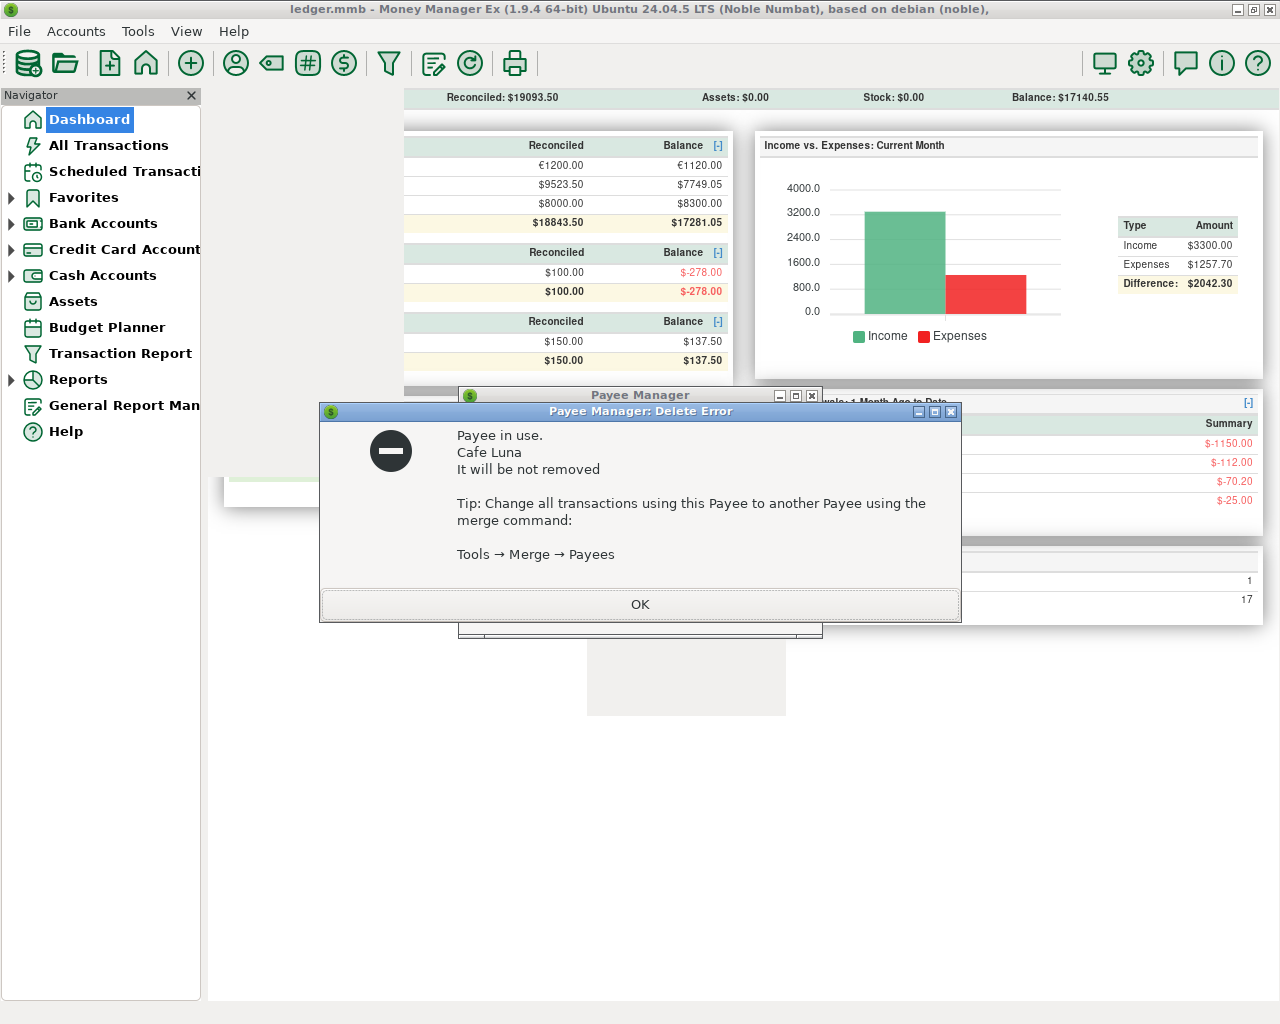 ledger.mmb - Money Manager Ex (1.9.4 64-bit) Ubuntu 24.04.5 LTS (Noble Numbat), based on debian (noble),
File Accounts Tools View Help
Navigator
Dashboard
All Transactions
Scheduled Transacti
Favorites
Bank Accounts
Credit Card Account
Cash Accounts
Assets
Budget Planner
Transaction Report
Reports
General Report Man
Help
Reconciled: $19093.50 Assets: $0.00 Stock: $0.00 Balance: $17140.55
Reconciled Balance [-]
€1200.00 €1120.00
$9523.50 $7749.05
$8000.00 $8300.00
$18843.50 $17281.05
Reconciled Balance [-]
$100.00 $-278.00
$100.00 $-278.00
Reconciled Balance [-]
$150.00 $137.50
$150.00 $137.50
Income vs. Expenses: Current Month
4000.0
3200.0
2400.0
1600.0
800.0
0.0
Income Expenses
Type Amount
Income $3300.00
Expenses $1257.70
Difference: $2042.30
1 Month Ago to Date [-]
Summary
$-1150.00
$-112.00
$-70.20
$-25.00
1
17
Payee Manager
Payee Manager: Delete Error
Payee in use.
Cafe Luna
It will be not removed
Tip: Change all transactions using this Payee to another Payee using the
merge command:
Tools → Merge → Payees
OK